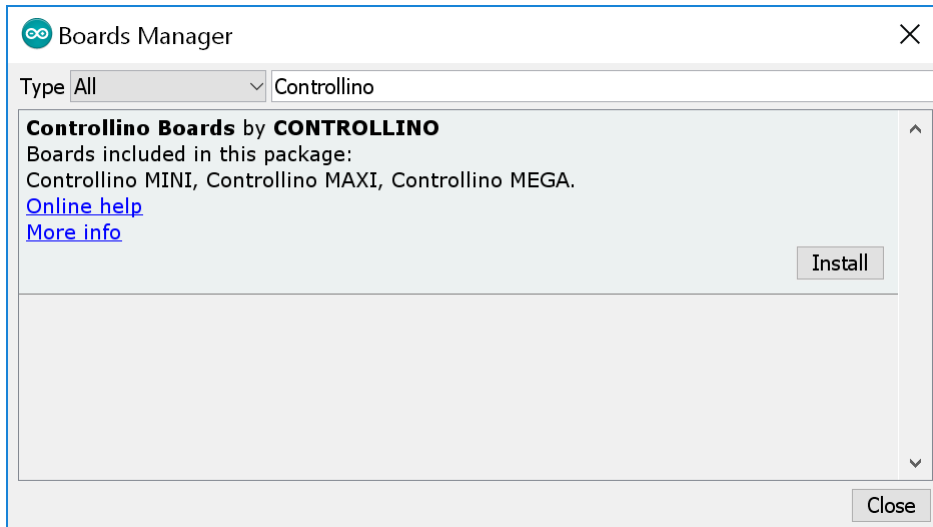 Boards Manager
Type All Controllino
Controllino Boards by CONTROLLINO
Boards included in this package:
Controllino MINI, Controllino MAXI, Controllino MEGA.
Online help
More info
Install
Close